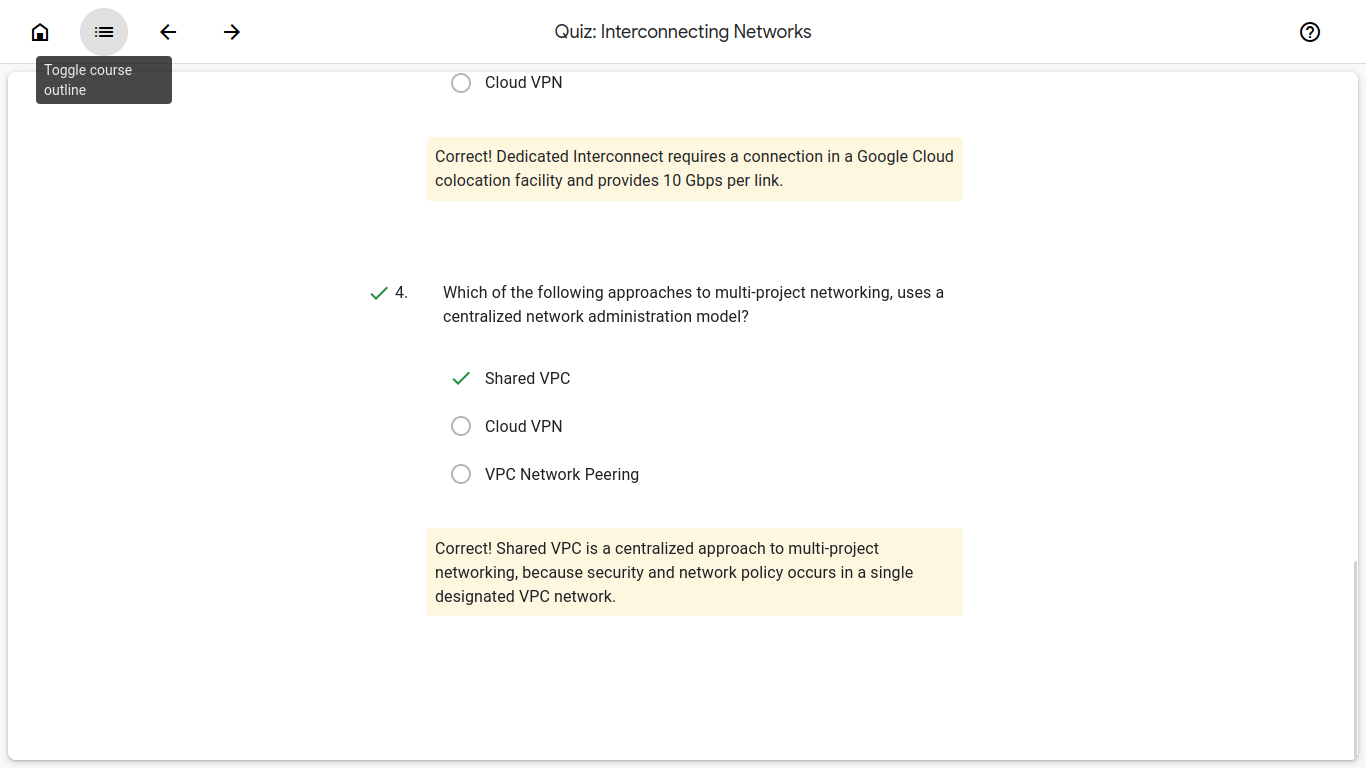 Quiz: Interconnecting Networks
Toggle course
outline
Cloud VPN
Correct! Dedicated Interconnect requires a connection in a Google Cloud
colocation facility and provides 10 Gbps per link.
4. Which of the following approaches to multi-project networking, uses a
centralized network administration model?
Shared VPC
Cloud VPN
VPC Network Peering
Correct! Shared VPC is a centralized approach to multi-project
networking, because security and network policy occurs in a single
designated VPC network.